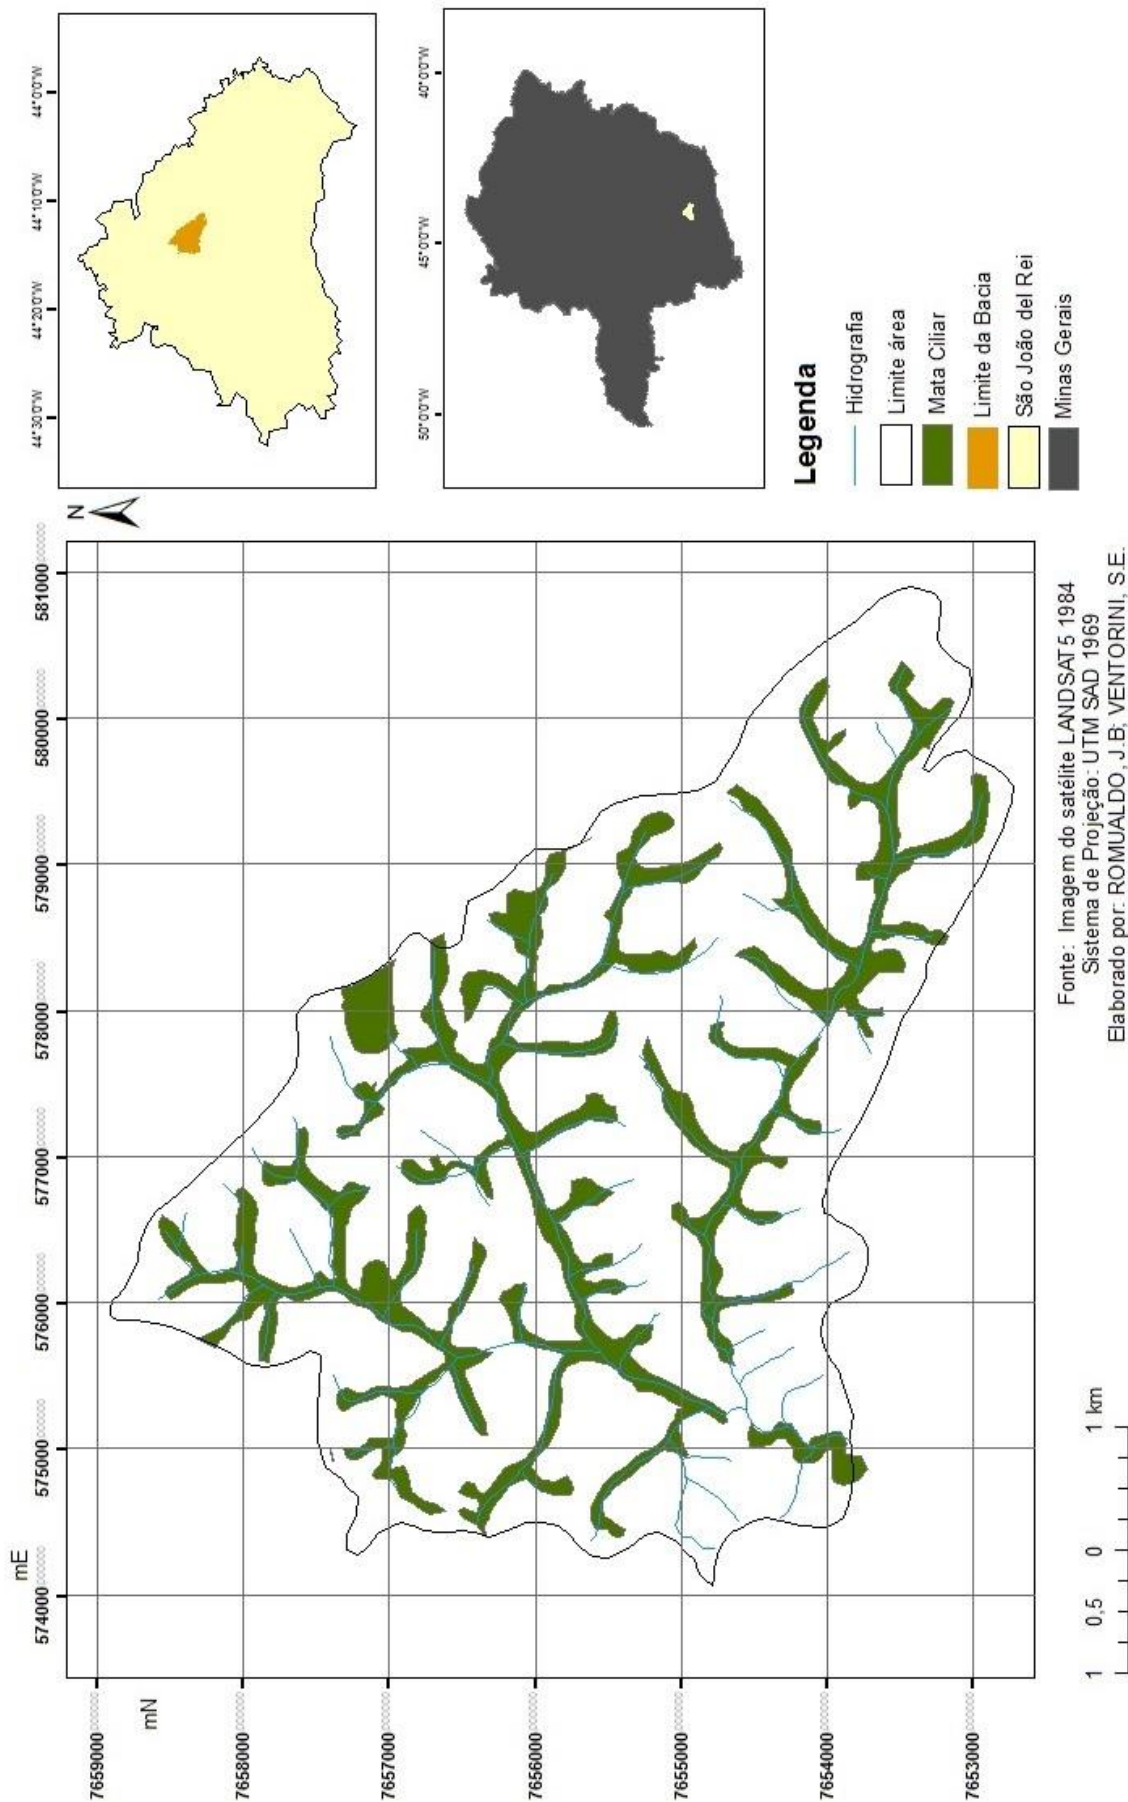 mE
574000 575000 576000 577000 578000 579000 580000 581000
mN
7659000
7658000
7657000
7656000
7655000
7654000
7653000
N
44°30'0"W 44°20'0"W 44°10'0"W 44°0'0"W
50°0'0"W 45°0'0"W 40°0'0"W
Legenda
Hidrografia
Limite área
Mata Ciliar
Limite da Bacia
São João del Rei
Minas Gerais
1 0,5 0 1 km
Fonte: Imagem do satélite LANDSAT 5 1984
Sistema de Projeção: UTM SAD 1969
Elaborado por: ROMUALDO, J.B; VENTORINI, S.E.